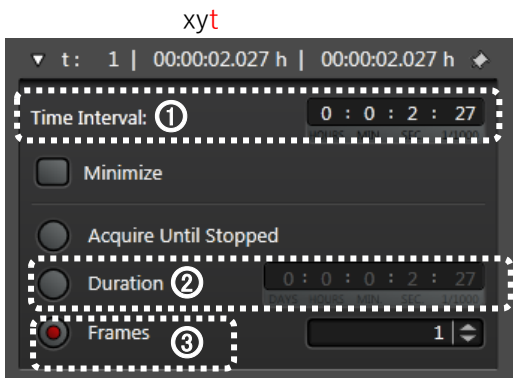 xyt
▼ t: 1 | 00:00:02.027 h | 00:00:02.027 h
Time Interval: ① 0 : 0 : 2 : 27
HOURS MIN. SEC. 1/1000
Minimize
Acquire Until Stopped
Duration ② 0 : 0 : 0 : 2 : 27
DAYS HOURS MIN. SEC. 1/1000
Frames ③ 1